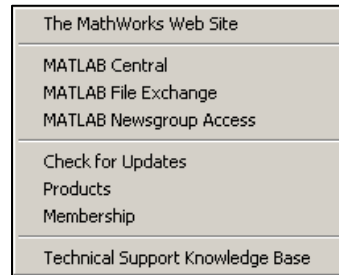 The MathWorks Web Site
MATLAB Central
MATLAB File Exchange
MATLAB Newsgroup Access
Check for Updates
Products
Membership
Technical Support Knowledge Base